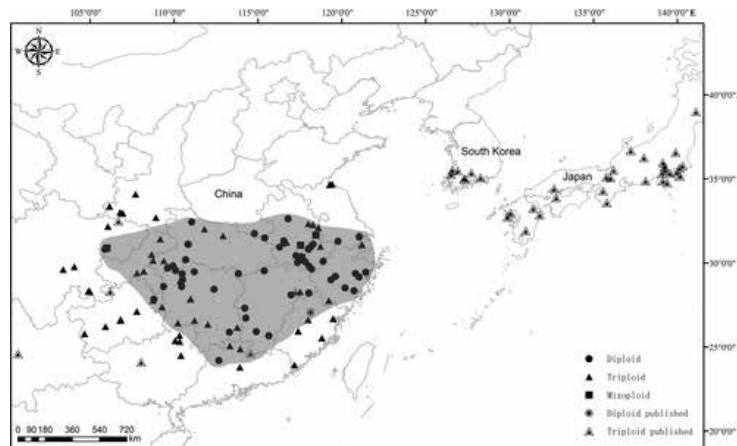 105°0'0"
110°0'0"
115°0'0"
120°0'0"
125°0'0"
130°0'0"
135°0'0"
140°0'0" E
N
W E
S
40°0'0"
South Korea
Japan
China
35°0'0"
30°0'0"
25°0'0"
20°0'0"
Diploid
Triploid
Mixoploid
Diploid published
Triploid published
0 90 180 360 540 720
km